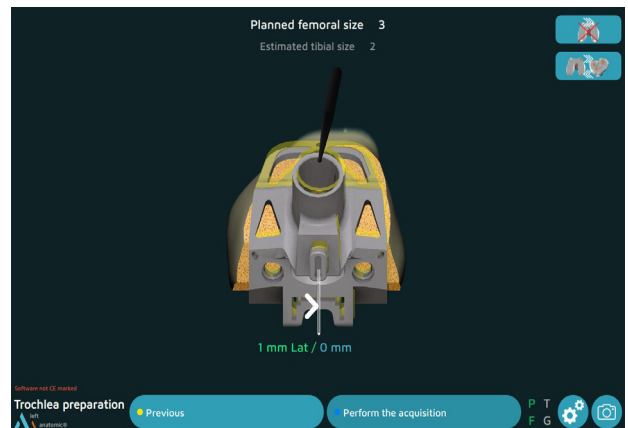 Planned femoral size 3
Estimated tibial size 2
1 mm Lat / 0 mm
Software not CE marked
Trochlea preparation
left
anatomic®
Previous
Perform the acquisition
P T
F G